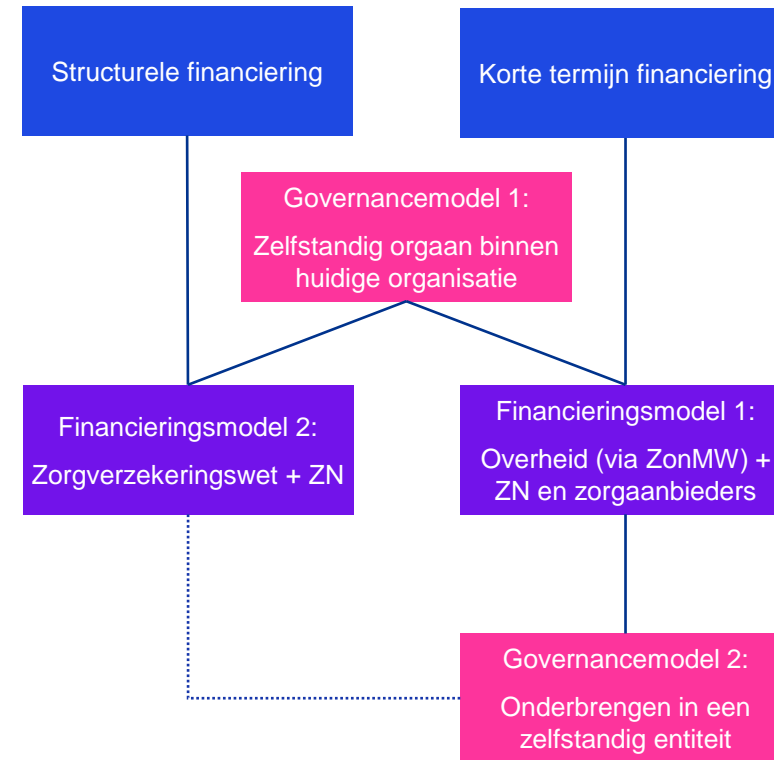 Structurele financiering
Korte termijn financiering
Governancemodel 1:
Zelfstandig orgaan binnen
huidige organisatie
Financieringsmodel 2:
Zorgverzekeringswet + ZN
Financieringsmodel 1:
Overheid (via ZonMW) +
ZN en zorgaanbieders
Governancemodel 2:
Onderbrengen in een
zelfstandig entiteit